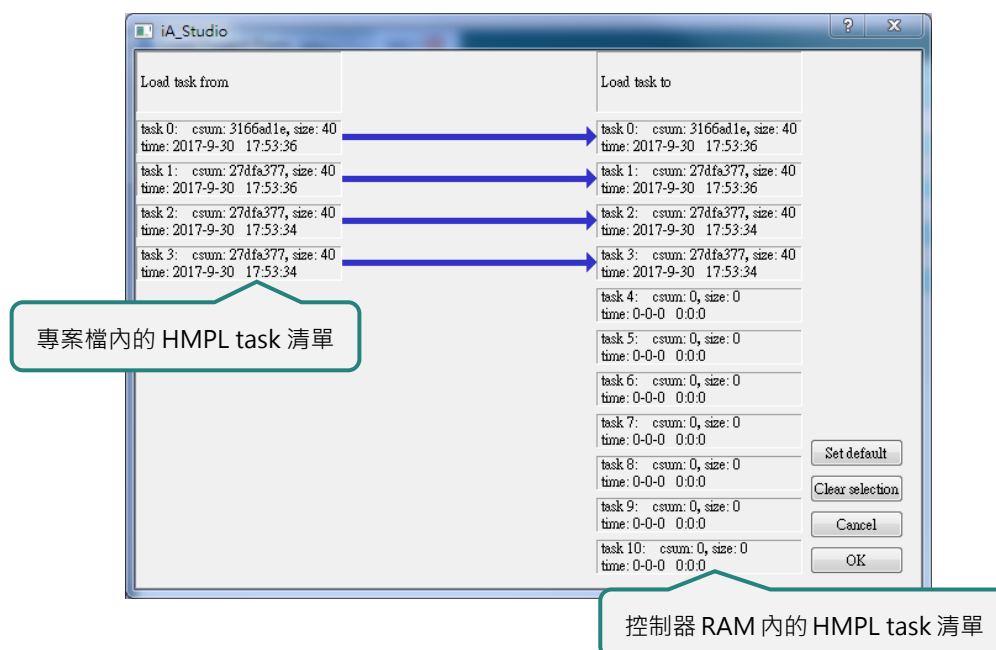 iA_Studio
Load task from
task 0: csum: 3166ad1e, size: 40
time: 2017-9-30 17:53:36
task 1: csum: 27dfa377, size: 40
time: 2017-9-30 17:53:36
task 2: csum: 27dfa377, size: 40
time: 2017-9-30 17:53:34
task 3: csum: 27dfa377, size: 40
time: 2017-9-30 17:53:34
專案檔內的 HMPL task 清單
Load task to
task 0: csum: 3166ad1e, size: 40
time: 2017-9-30 17:53:36
task 1: csum: 27dfa377, size: 40
time: 2017-9-30 17:53:36
task 2: csum: 27dfa377, size: 40
time: 2017-9-30 17:53:34
task 3: csum: 27dfa377, size: 40
time: 2017-9-30 17:53:34
task 4: csum: 0, size: 0
time: 0-0-0 0:0:0
task 5: csum: 0, size: 0
time: 0-0-0 0:0:0
task 6: csum: 0, size: 0
time: 0-0-0 0:0:0
task 7: csum: 0, size: 0
time: 0-0-0 0:0:0
task 8: csum: 0, size: 0
time: 0-0-0 0:0:0
task 9: csum: 0, size: 0
time: 0-0-0 0:0:0
task 10: csum: 0, size: 0
time: 0-0-0 0:0:0
Set default
Clear selection
Cancel
OK
控制器 RAM 內的 HMPL task 清單